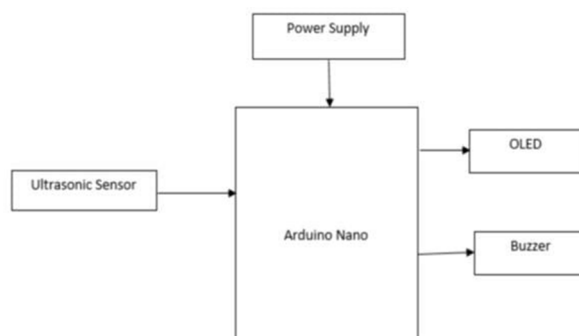 Power Supply
OLED
Ultrasonic Sensor
Arduino Nano
Buzzer